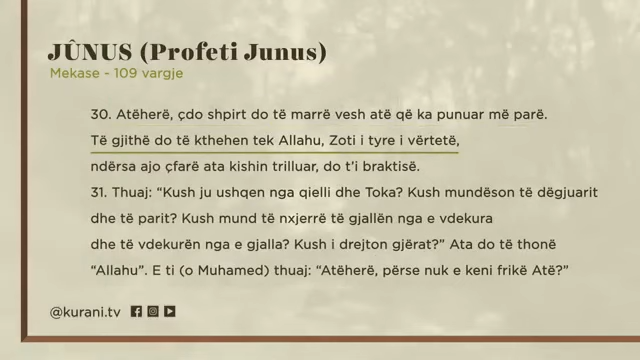 JÛNUS (Profeti Junus)
Mekase - 109 vargje
30. Atëherë, çdo shpirt do të marrë vesh atë që ka punuar më parë.
Të gjithë do të kthehen tek Allahu, Zoti i tyre i vërtetë,
ndërsa ajo çfarë ata kishin trilluar, do t’i braktisë.
31. Thuaj: “Kush ju ushqen nga qielli dhe Toka? Kush mundëson të dëgjuarit
dhe të parit? Kush mund të nxjerrë të gjallën nga e vdekura
dhe të vdekurën nga e gjalla? Kush i drejton gjërat?” Ata do të thonë
“Allahu”. E ti (o Muhamed) thuaj: “Atëherë, përse nuk e keni frikë Atë?”
@kurani.tv